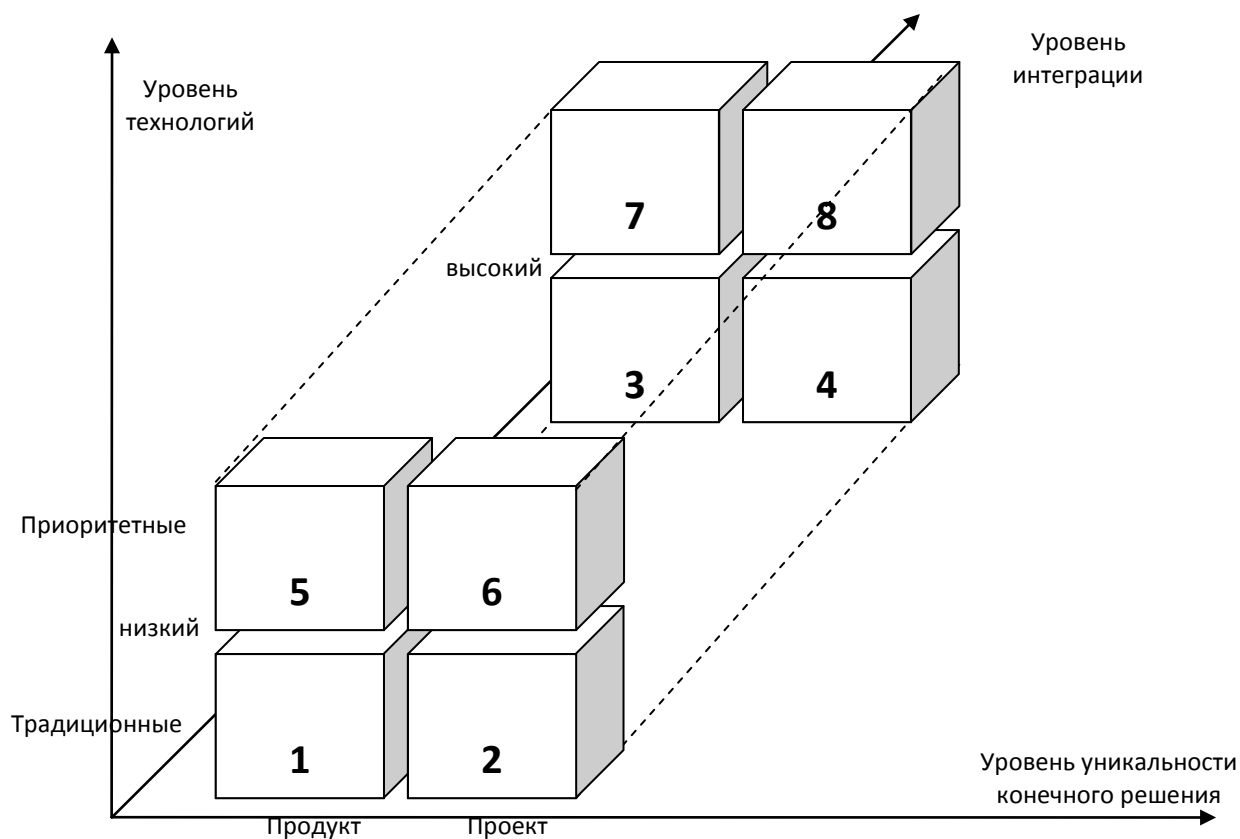 Уровень
технологий
Уровень
интеграции
7
8
высокий
3
4
Приоритетные
5
6
низкий
Традиционные
1
2
Уровень уникальности
конечного решения
Продукт
Проект